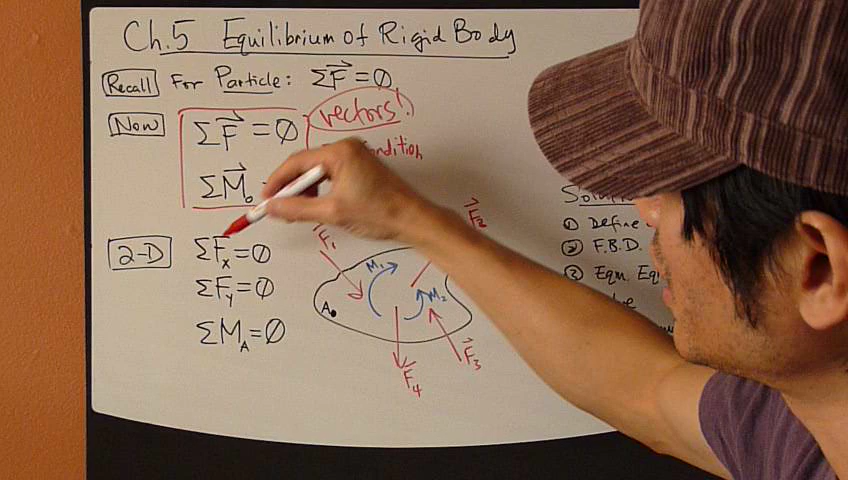 Ch.5 Equilibrium of Rigid Body
Recall For Particle: ΣF⃗ = ∅
Now ΣF⃗ = ∅ vectors!
ΣM⃗o
2-D ΣFx = ∅
ΣFy = ∅
ΣMA = ∅
F⃗1
F⃗2
M1
M2
A
F⃗3
F⃗4
① Define
② F.B.D.
③ Eqm. Eq